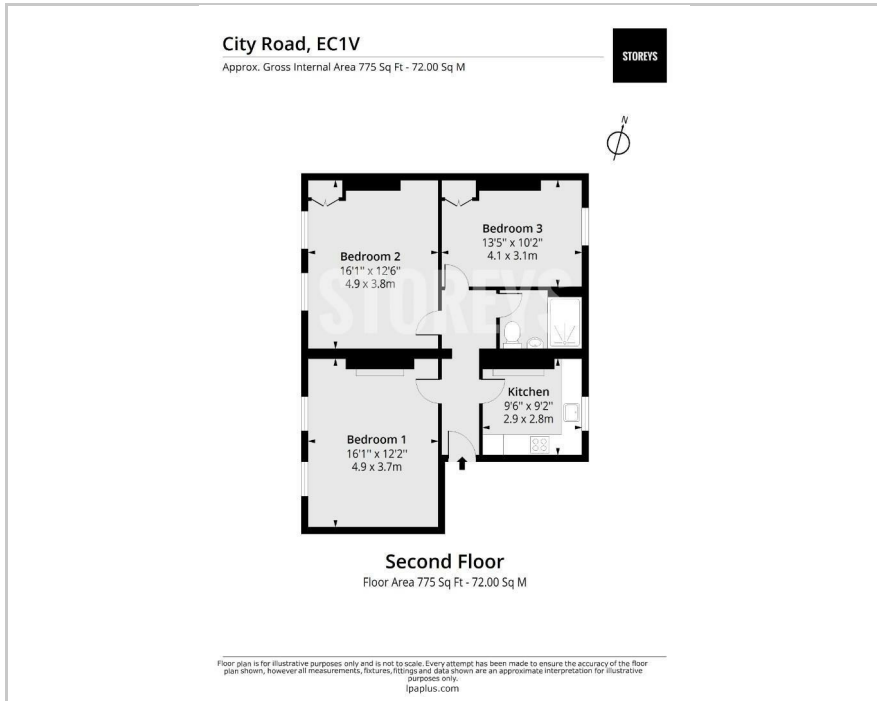 City Road, EC1V
Approx. Gross Internal Area 775 Sq Ft - 72.00 Sq M
STOREYS
N
Bedroom 3
13'5" x 10'2"
4.1 x 3.1m
Bedroom 2
16'1" x 12'6"
4.9 x 3.8m
STOREYS
Kitchen
9'6" x 9'2"
2.9 x 2.8m
Bedroom 1
16'1" x 12'2"
4.9 x 3.7m
Second Floor
Floor Area 775 Sq Ft - 72.00 Sq M
Floor plan is for illustrative purposes only and is not to scale. Every attempt has been made to ensure the accuracy of the floor
plan shown, however all measurements, fixtures, fittings and data shown are an approximate interpretation for illustrative
purposes only.
lpaplus.com